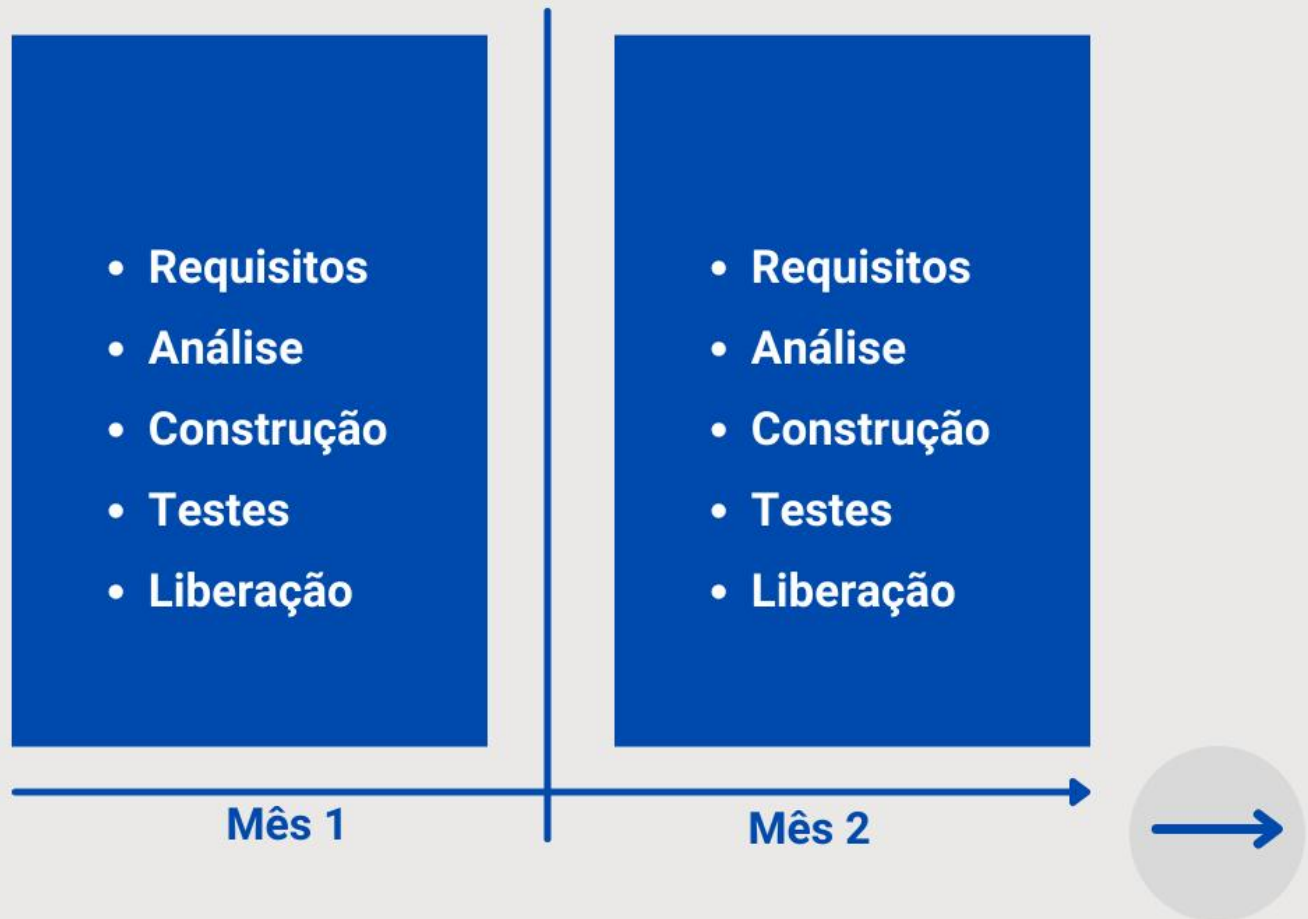 • Requisitos
• Análise
• Construção
• Testes
• Liberação
• Requisitos
• Análise
• Construção
• Testes
• Liberação
Mês 1
Mês 2